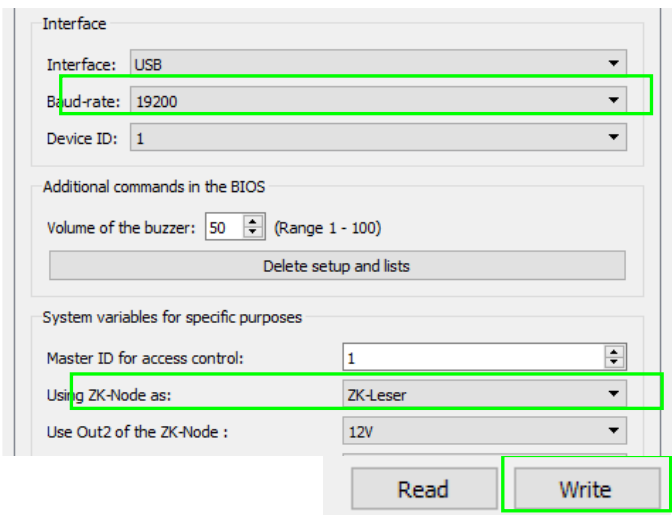 Interface
Interface: USB
Baud-rate: 19200
Device ID: 1
Additional commands in the BIOS
Volume of the buzzer: 50 (Range 1 - 100)
Delete setup and lists
System variables for specific purposes
Master ID for access control: 1
Using ZK-Node as: ZK-Leser
Use Out2 of the ZK-Node : 12V
Read Write